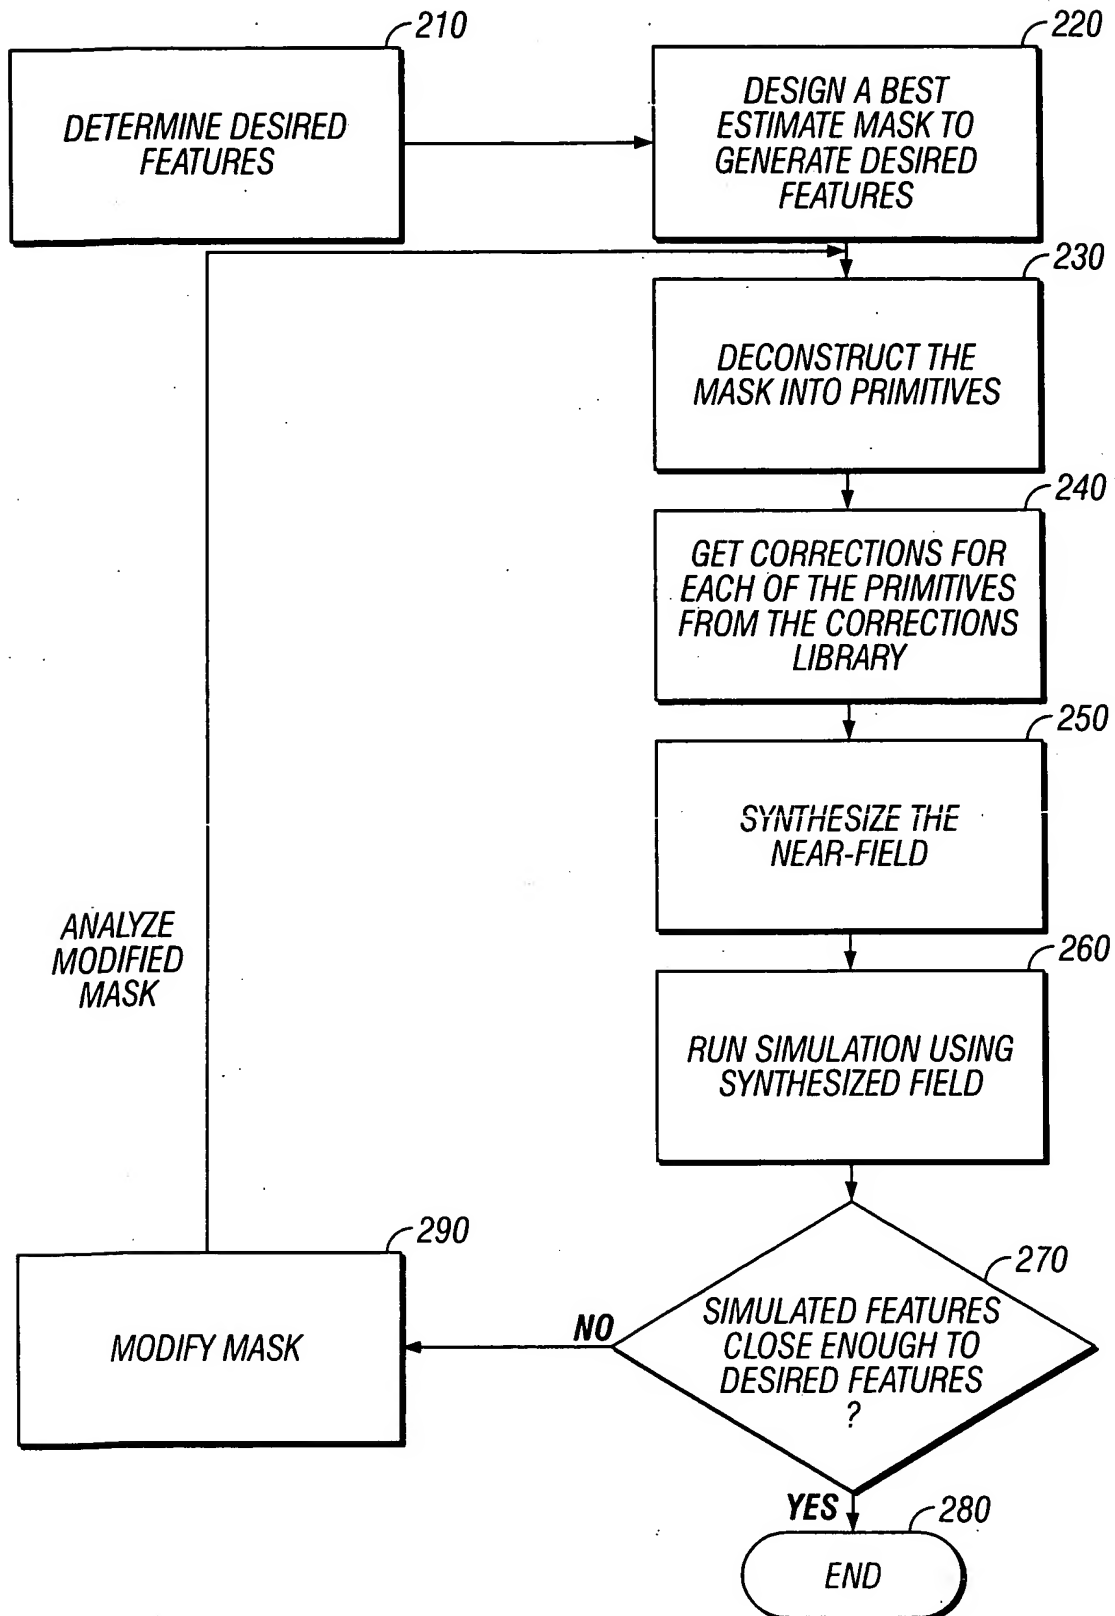 210
DETERMINE DESIRED
FEATURES
220
DESIGN A BEST
ESTIMATE MASK TO
GENERATE DESIRED
FEATURES
230
DECONSTRUCT THE
MASK INTO PRIMITIVES
240
GET CORRECTIONS FOR
EACH OF THE PRIMITIVES
FROM THE CORRECTIONS
LIBRARY
250
SYNTHESIZE THE
NEAR-FIELD
ANALYZE
MODIFIED
MASK
260
RUN SIMULATION USING
SYNTHESIZED FIELD
290
MODIFY MASK
NO
270
SIMULATED FEATURES
CLOSE ENOUGH TO
DESIRED FEATURES
?
YES
280
END